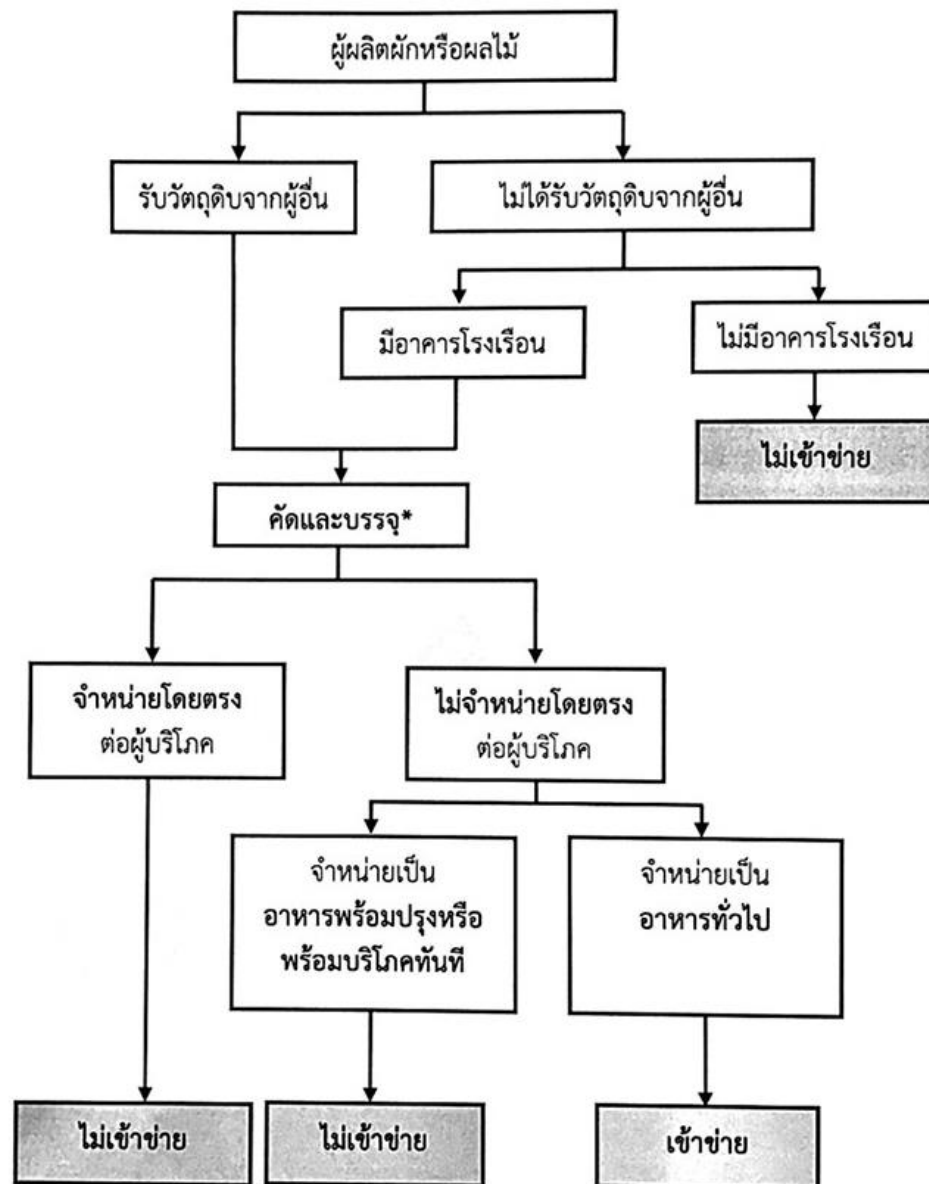 ผู้ผลิตผักหรือผลไม้
รับวัตถุดิบจากผู้อื่น
ไม่ได้รับวัตถุดิบจากผู้อื่น
มีอาคารโรงเรือน
ไม่มีอาคารโรงเรือน
ไม่เข้าข่าย
คัดและบรรจุ*
จำหน่ายโดยตรง
ต่อผู้บริโภค
ไม่จำหน่ายโดยตรง
ต่อผู้บริโภค
จำหน่ายเป็น
อาหารพร้อมปรุงหรือ
พร้อมบริโภคทันที
จำหน่ายเป็น
อาหารทั่วไป
ไม่เข้าข่าย
ไม่เข้าข่าย
เข้าข่าย